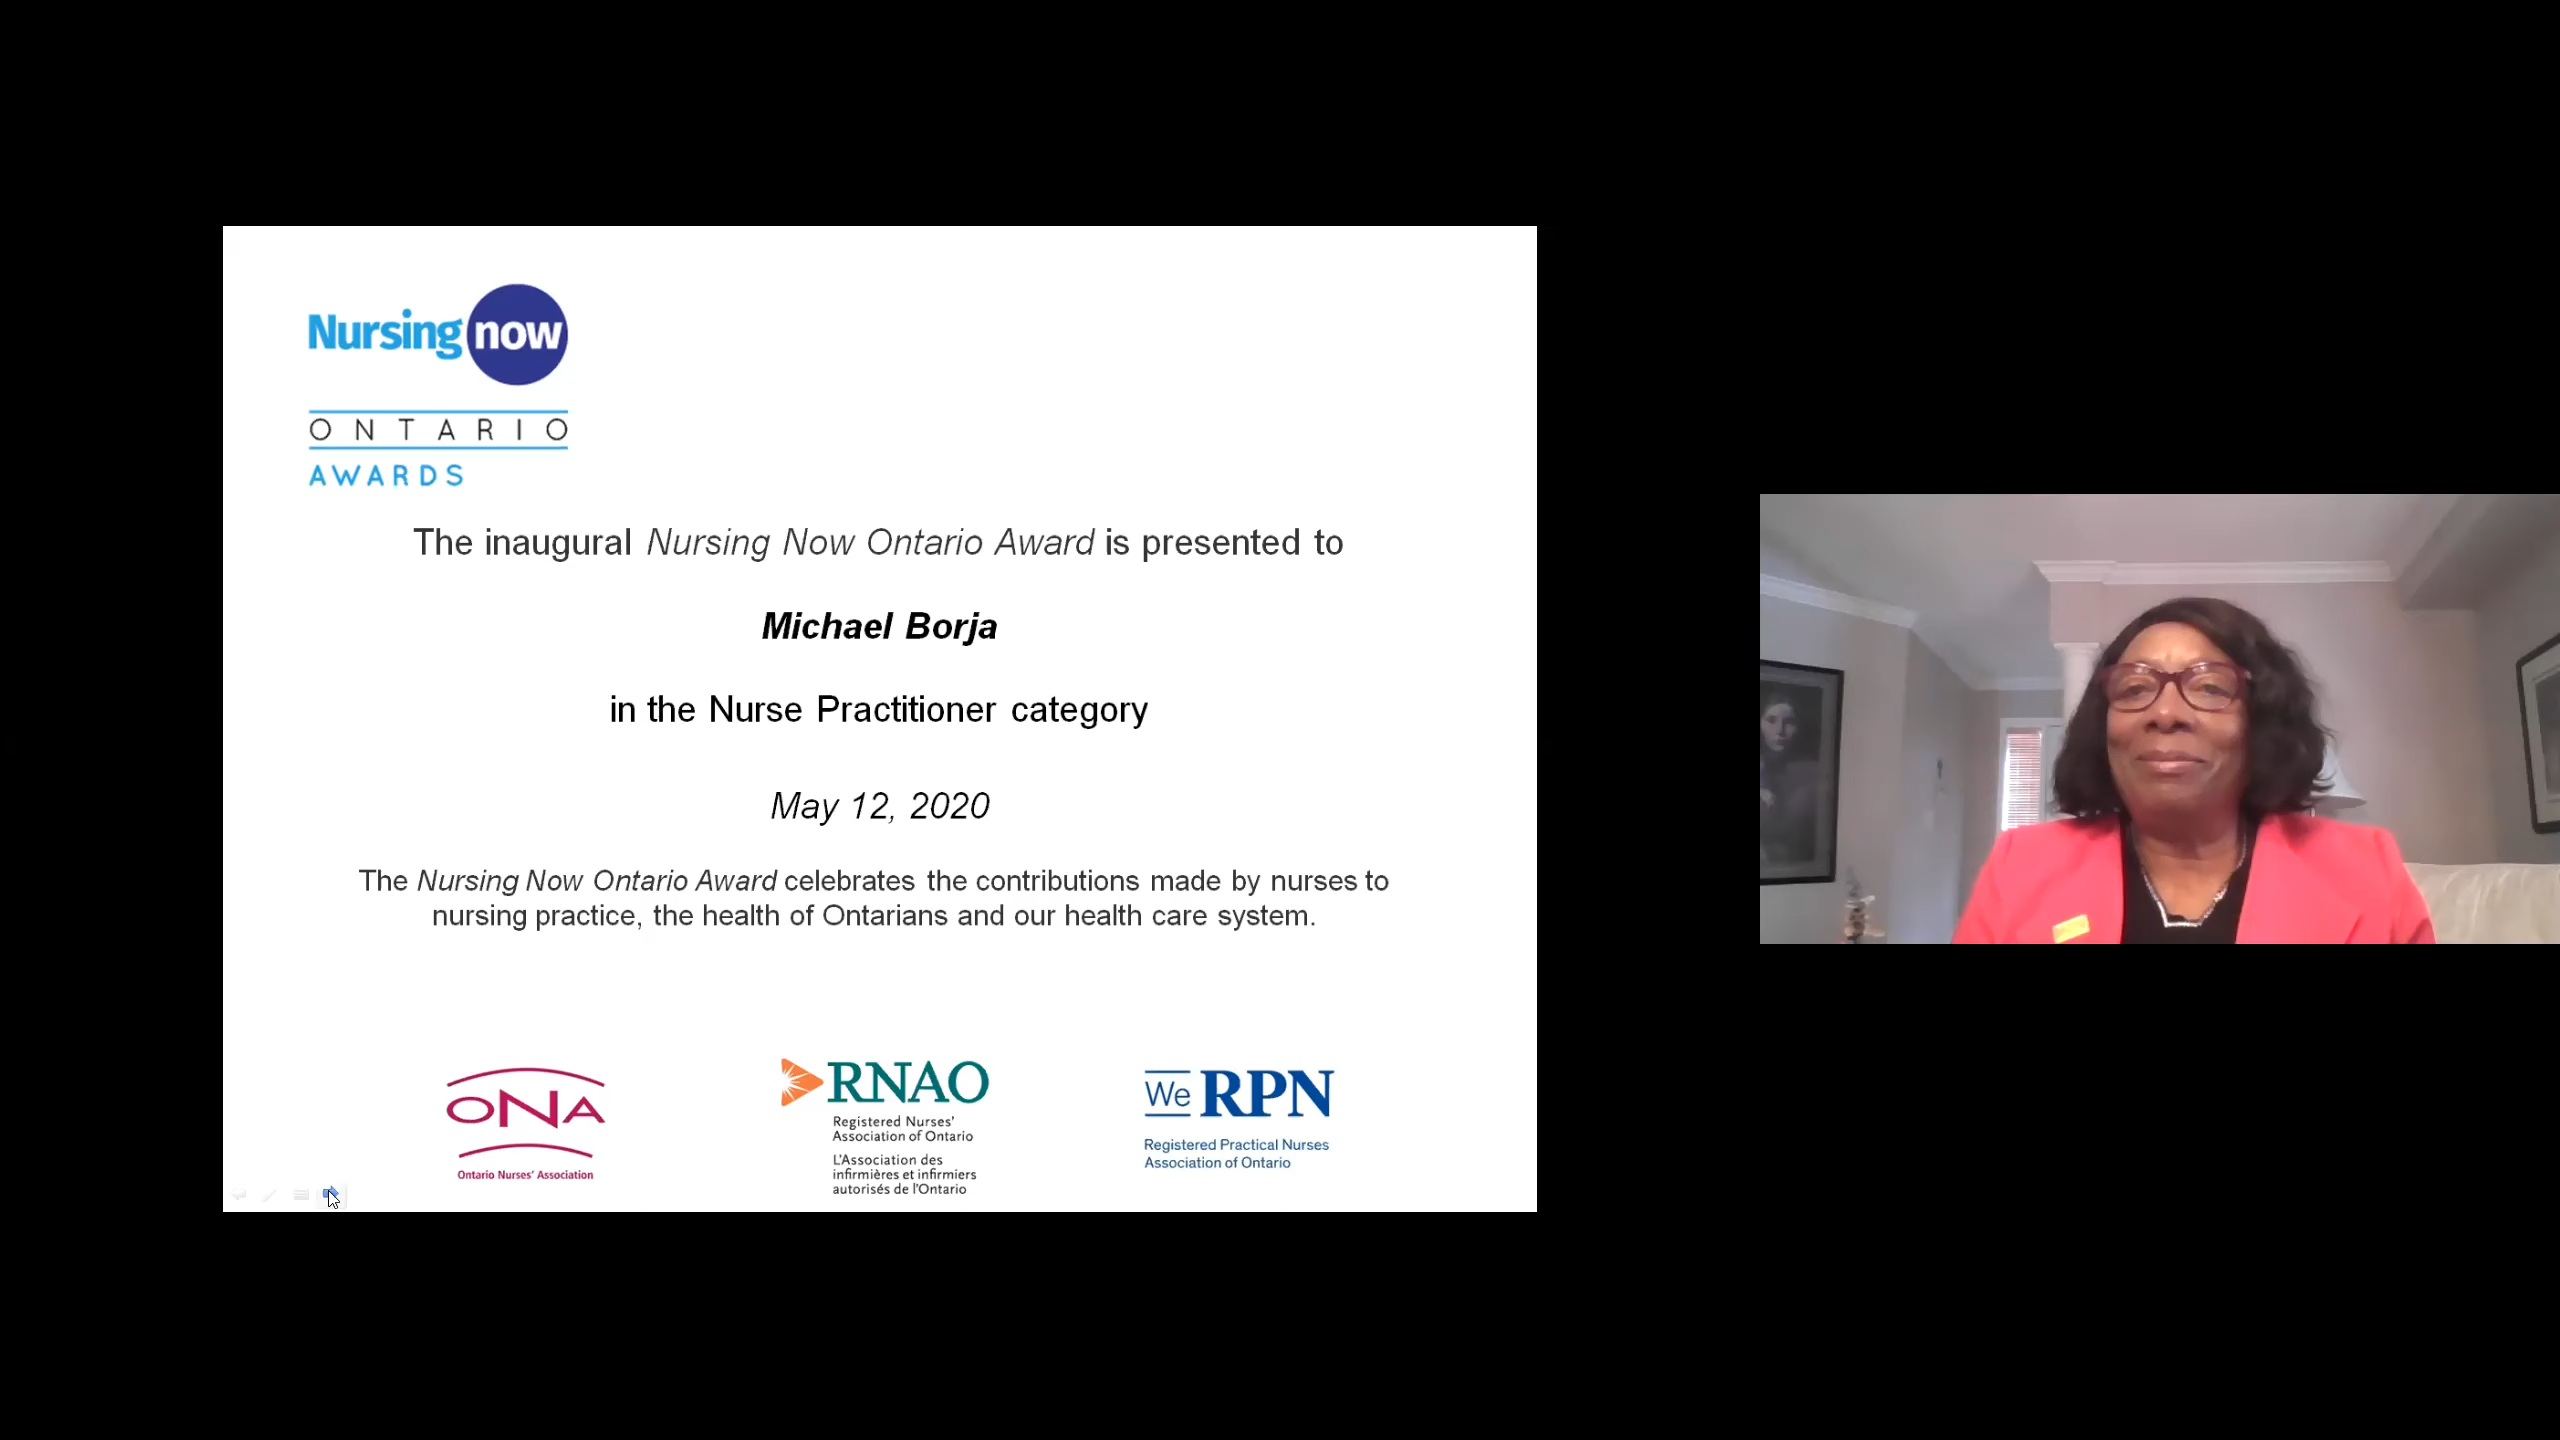 Nursing now
ONTARIO
AWARDS
The inaugural Nursing Now Ontario Award is presented to
Michael Borja
in the Nurse Practitioner category
May 12, 2020
The Nursing Now Ontario Award celebrates the contributions made by nurses to
nursing practice, the health of Ontarians and our health care system.
ONA
Ontario Nurses' Association
RNAO
Registered Nurses'
Association of Ontario
L'Association des
infirmières et infirmiers
autorisés de l'Ontario
We RPN
Registered Practical Nurses
Association of Ontario